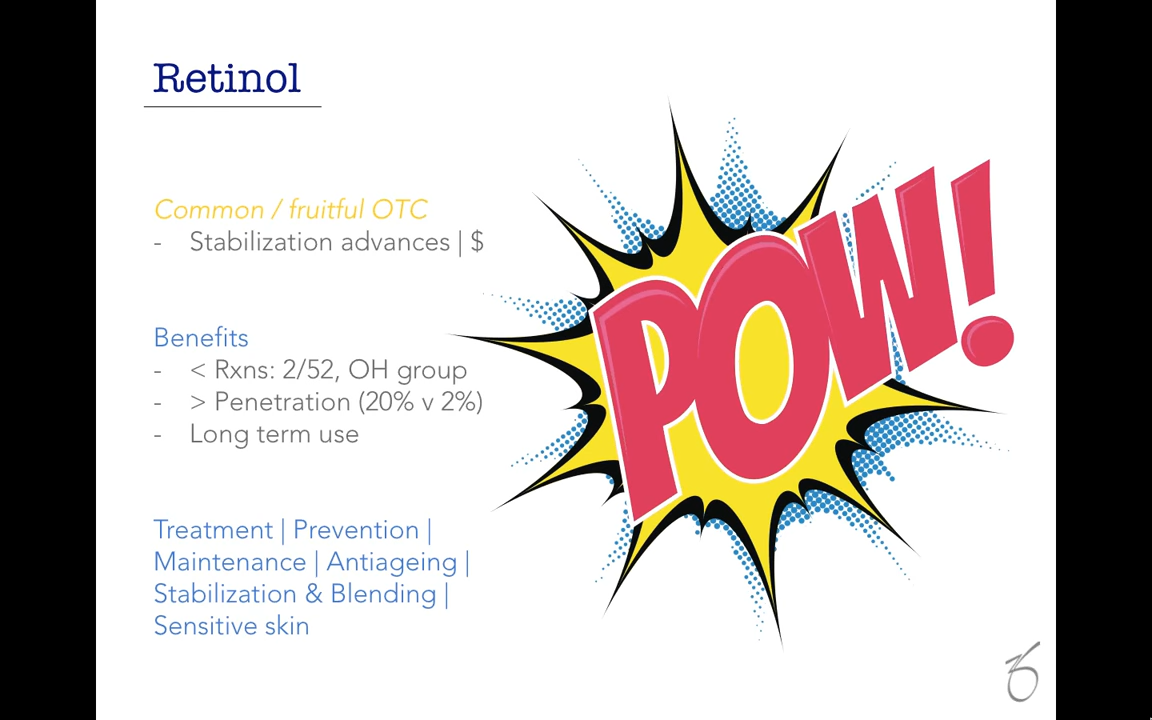 Retinol
Common / fruitful OTC
- Stabilization advances | $
Benefits
- < Rxns: 2/52, OH group
- > Penetration (20% v 2%)
- Long term use
Treatment | Prevention |
Maintenance | Antiageing |
Stabilization & Blending |
Sensitive skin
POW!